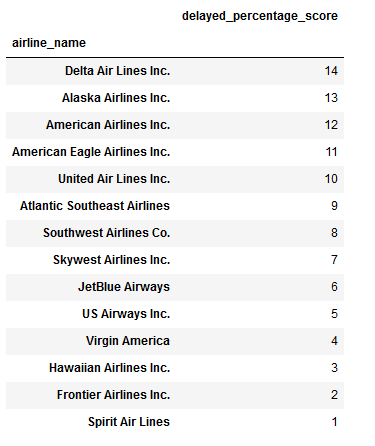 delayed_percentage_score
airline_name
Delta Air Lines Inc. 14
Alaska Airlines Inc. 13
American Airlines Inc. 12
American Eagle Airlines Inc. 11
United Air Lines Inc. 10
Atlantic Southeast Airlines 9
Southwest Airlines Co. 8
Skywest Airlines Inc. 7
JetBlue Airways 6
US Airways Inc. 5
Virgin America 4
Hawaiian Airlines Inc. 3
Frontier Airlines Inc. 2
Spirit Air Lines 1